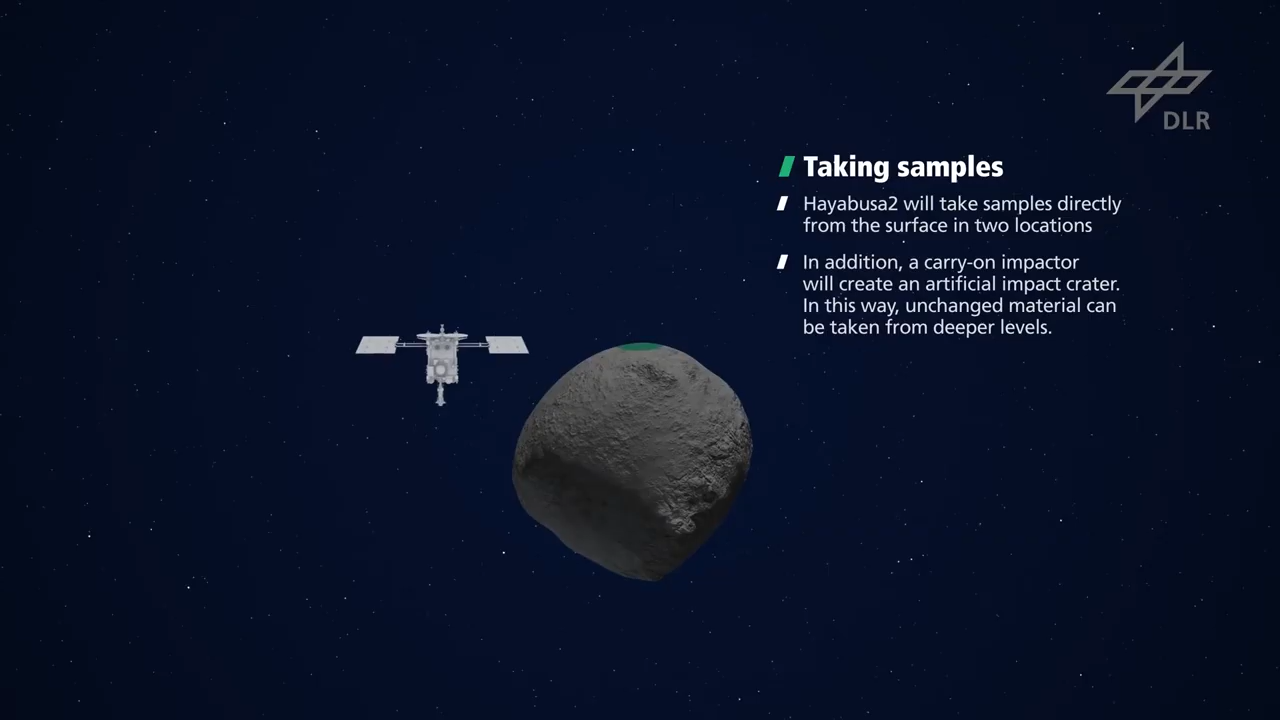 DLR
Taking samples
Hayabusa2 will take samples directly
from the surface in two locations
In addition, a carry-on impactor
will create an artificial impact crater.
In this way, unchanged material can
be taken from deeper levels.